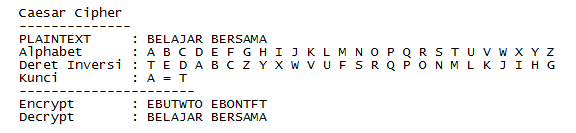 Caesar Cipher
--------------
PLAINTEXT : BELAJAR BERSAMA
Alphabet : A B C D E F G H I J K L M N O P Q R S T U V W X Y Z
Deret Inversi : T E D A B C Z Y X W V U F S R Q P O N M L K J I H G
Kunci : A = T
----------------------
Encrypt : EBUTWTO EBONTFT
Decrypt : BELAJAR BERSAMA